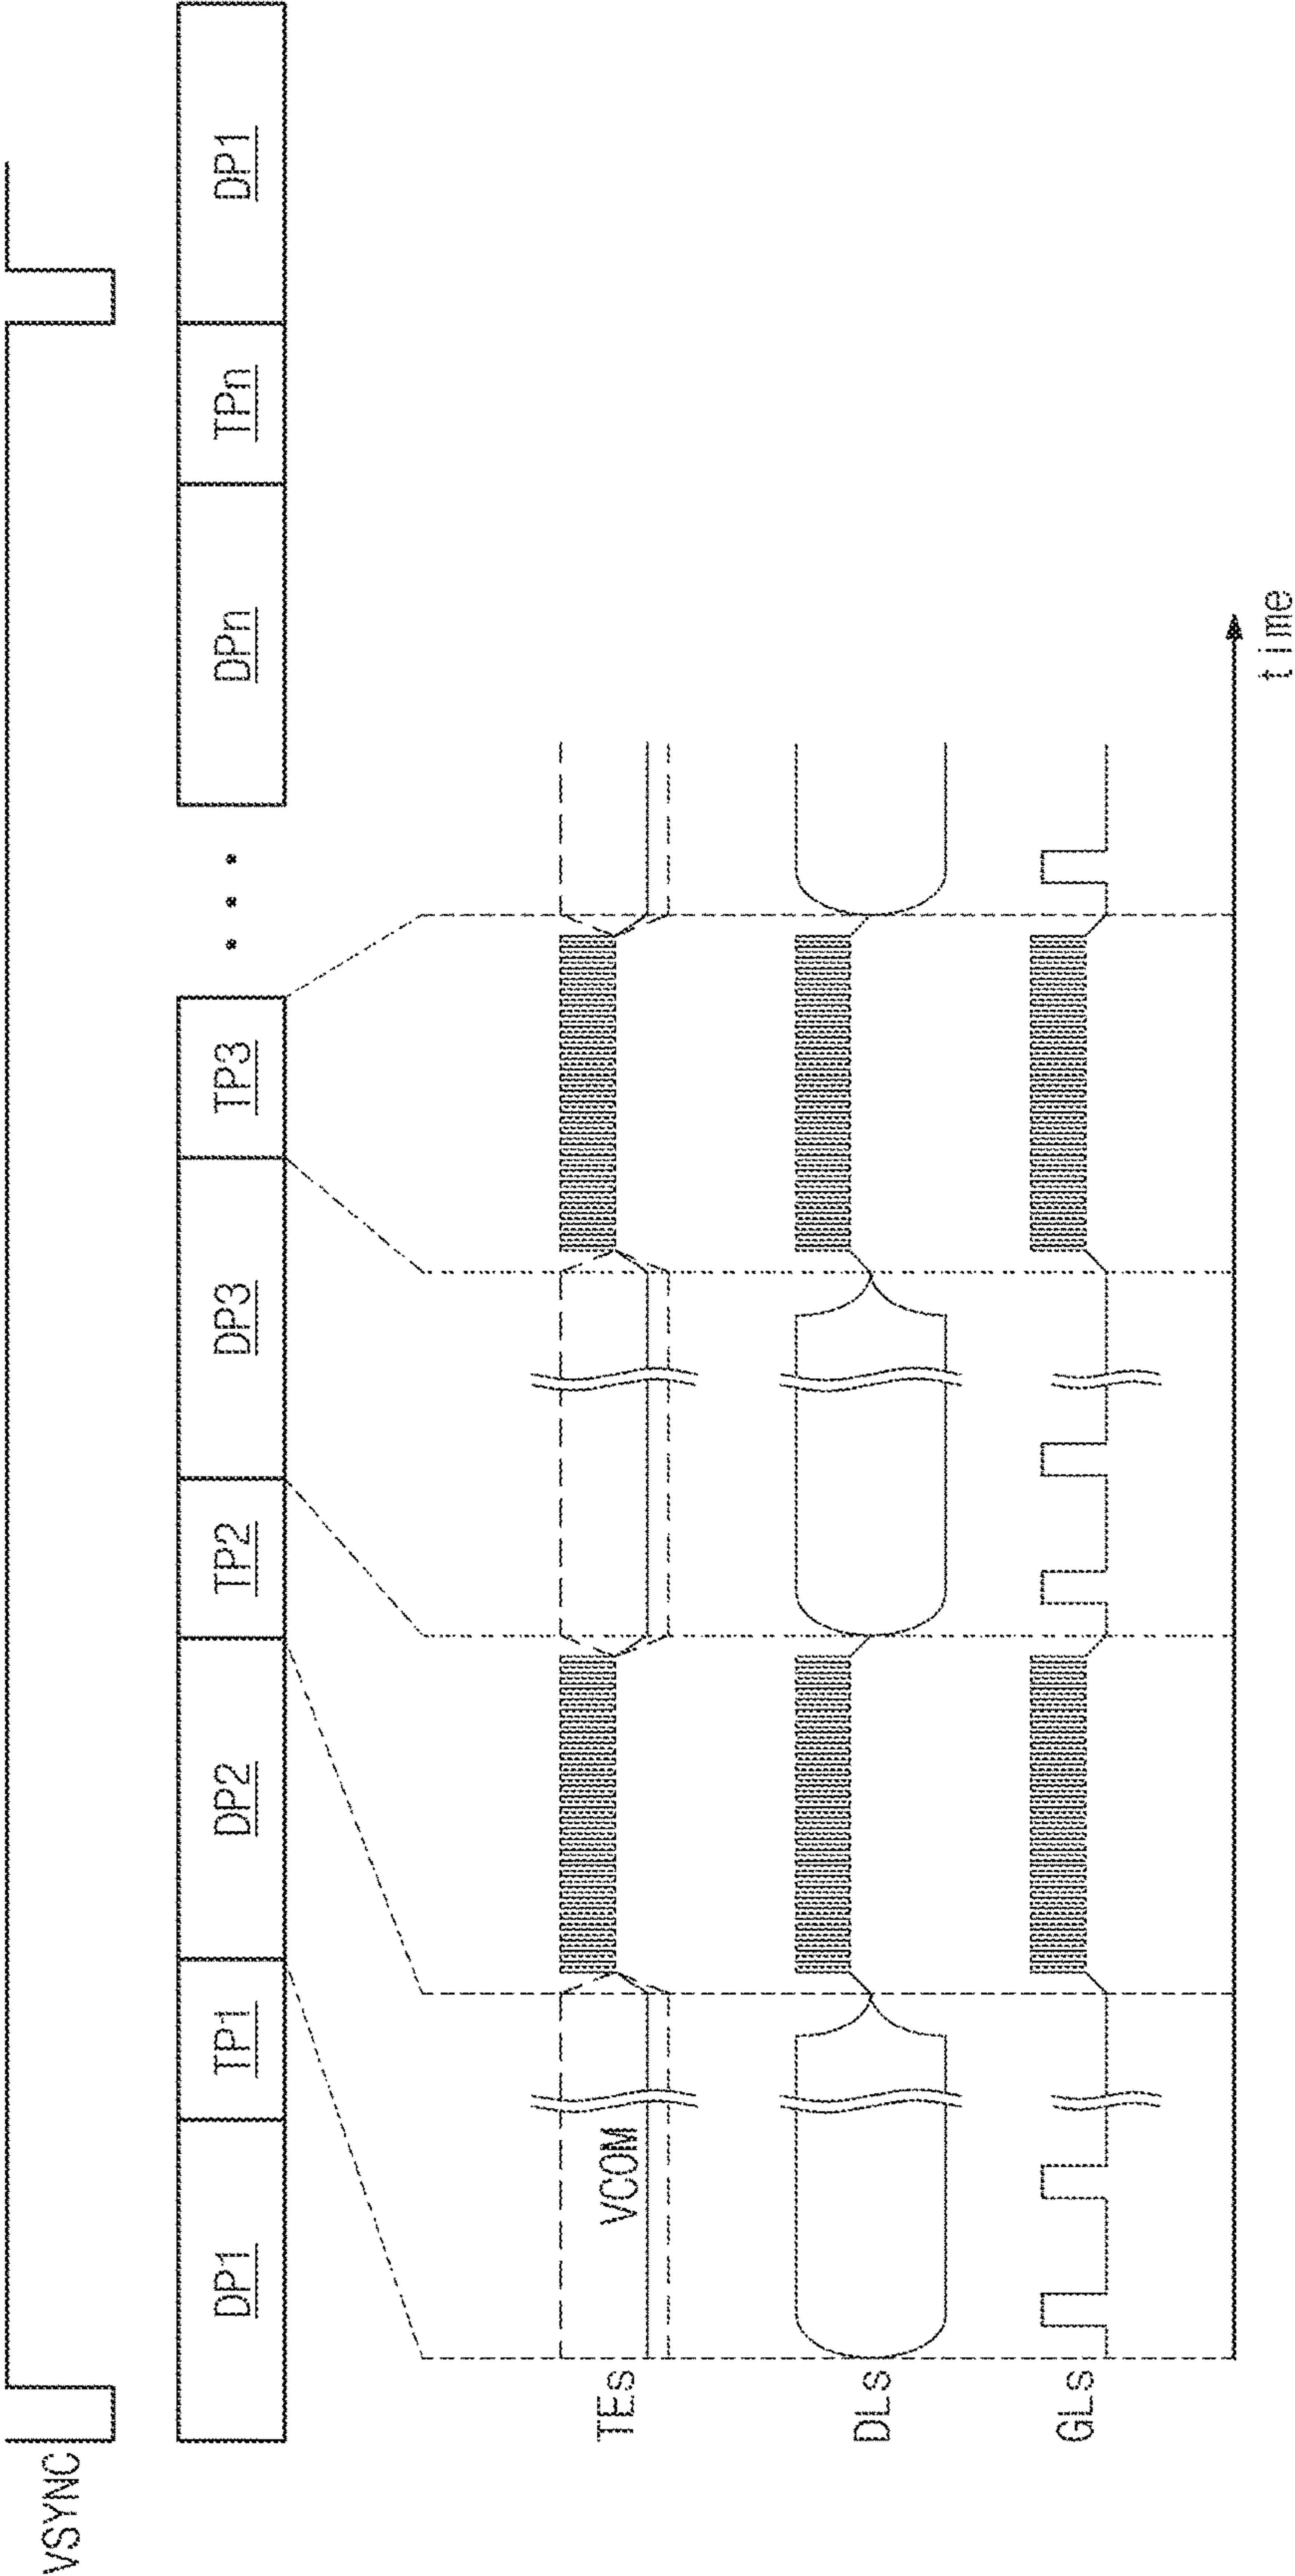 VSYNC
DP1 TP1 DP2 TP2 DP3 TP3 • • • DPn TPn DP1
TEs
VCOM
DLs
GLs
time